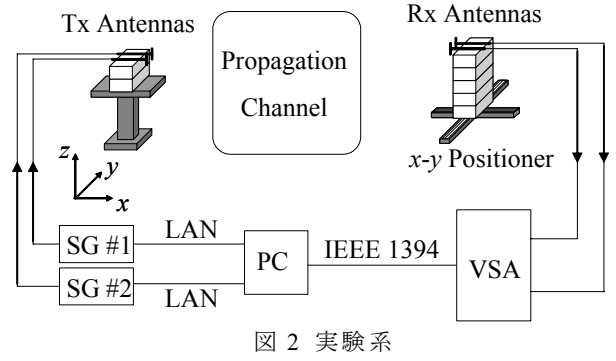 Tx Antennas
Rx Antennas
Propagation
Channel
x-y Positioner
z
y
x
SG #1
LAN
PC
IEEE 1394
VSA
SG #2
LAN
図 2 実験系